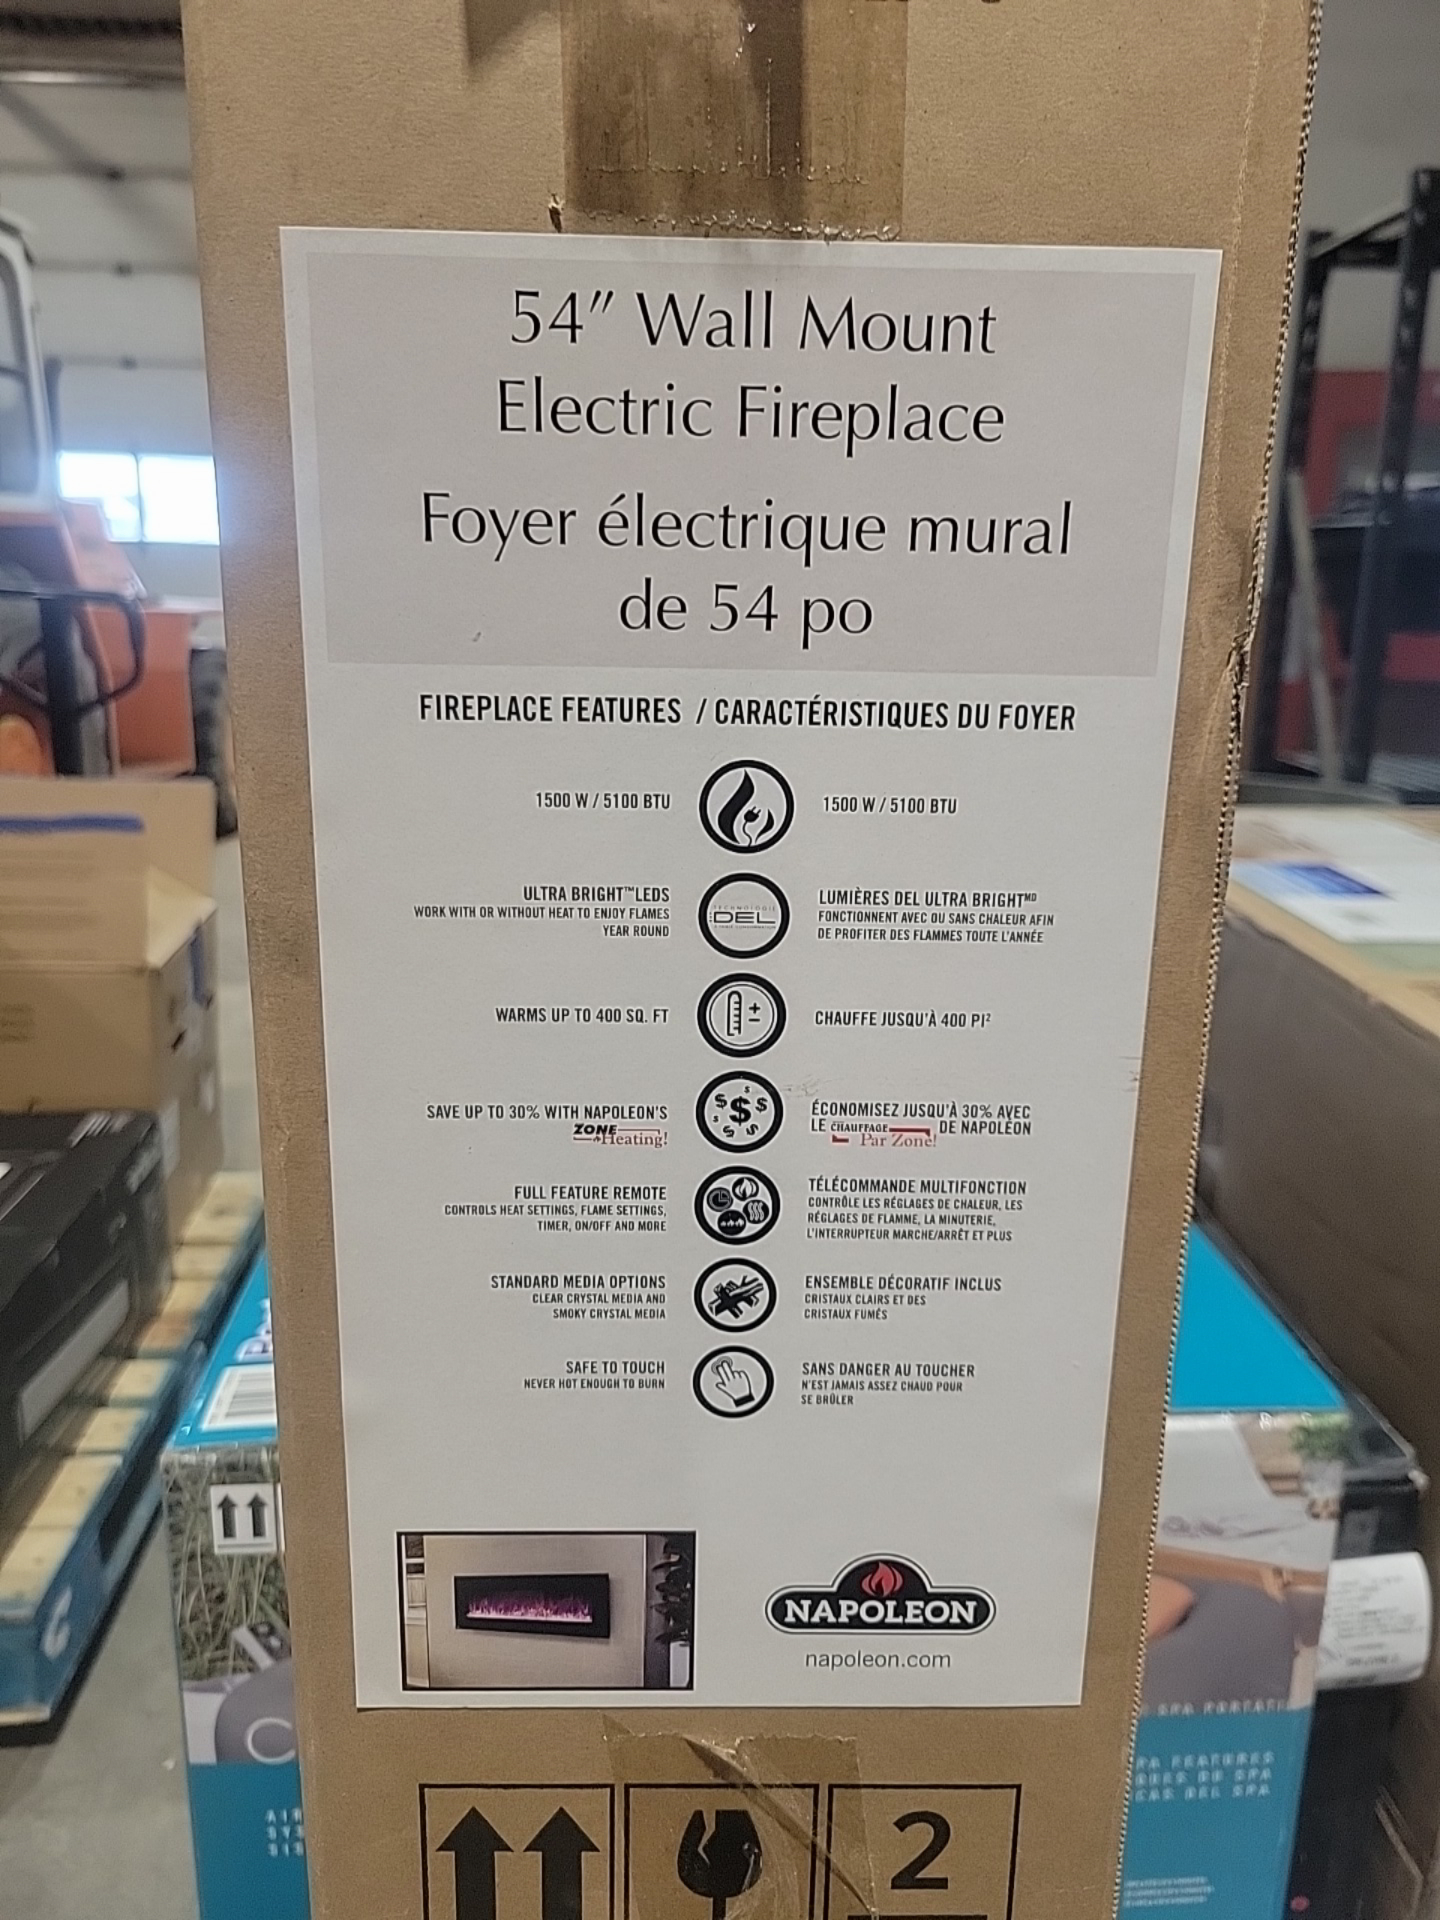 54" Wall Mount
Electric Fireplace
Foyer électrique mural
de 54 po
FIREPLACE FEATURES / CARACTÉRISTIQUES DU FOYER
1500 W / 5100 BTU
1500 W / 5100 BTU
ULTRA BRIGHT™LEDS
WORK WITH OR WITHOUT HEAT TO ENJOY FLAMES
YEAR ROUND
DEL
LUMIÈRES DEL ULTRA BRIGHTᴹᴰ
FONCTIONNENT AVEC OU SANS CHALEUR AFIN
DE PROFITER DES FLAMMES TOUTE L'ANNÉE
WARMS UP TO 400 SQ. FT
CHAUFFE JUSQU'À 400 PI²
SAVE UP TO 30% WITH NAPOLEON'S
ZONE
Heating!
ÉCONOMISEZ JUSQU'À 30% AVEC
LE CHAUFFAGE DE NAPOLÉON
Par Zone!
FULL FEATURE REMOTE
CONTROLS HEAT SETTINGS, FLAME SETTINGS,
TIMER, ON/OFF AND MORE
TÉLÉCOMMANDE MULTIFONCTION
CONTRÔLE LES RÉGLAGES DE CHALEUR, LES
RÉGLAGES DE FLAMME, LA MINUTERIE,
L'INTERRUPTEUR MARCHE/ARRÊT ET PLUS
STANDARD MEDIA OPTIONS
CLEAR CRYSTAL MEDIA AND
SMOKY CRYSTAL MEDIA
ENSEMBLE DÉCORATIF INCLUS
CRISTAUX CLAIRS ET DES
CRISTAUX FUMÉS
SAFE TO TOUCH
NEVER HOT ENOUGH TO BURN
SANS DANGER AU TOUCHER
N'EST JAMAIS ASSEZ CHAUD POUR
SE BRÛLER
NAPOLEON
napoleon.com
2